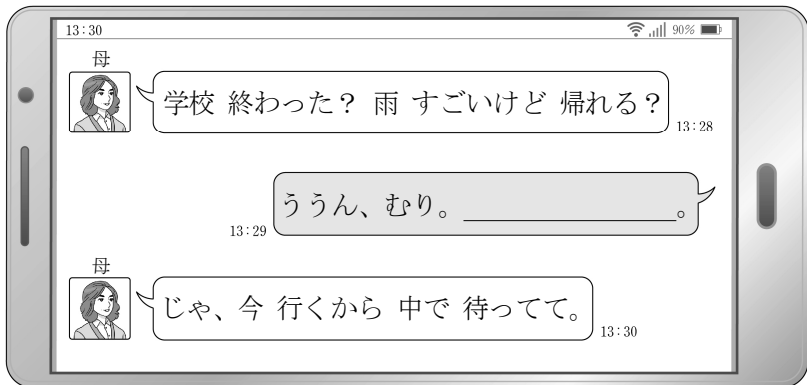 13:30
90%
母
学校 終わった? 雨 すごいけど 帰れる?
13:28
ううん、むり。____________________。
13:29
母
じゃ、今 行くから 中で 待ってて。
13:30